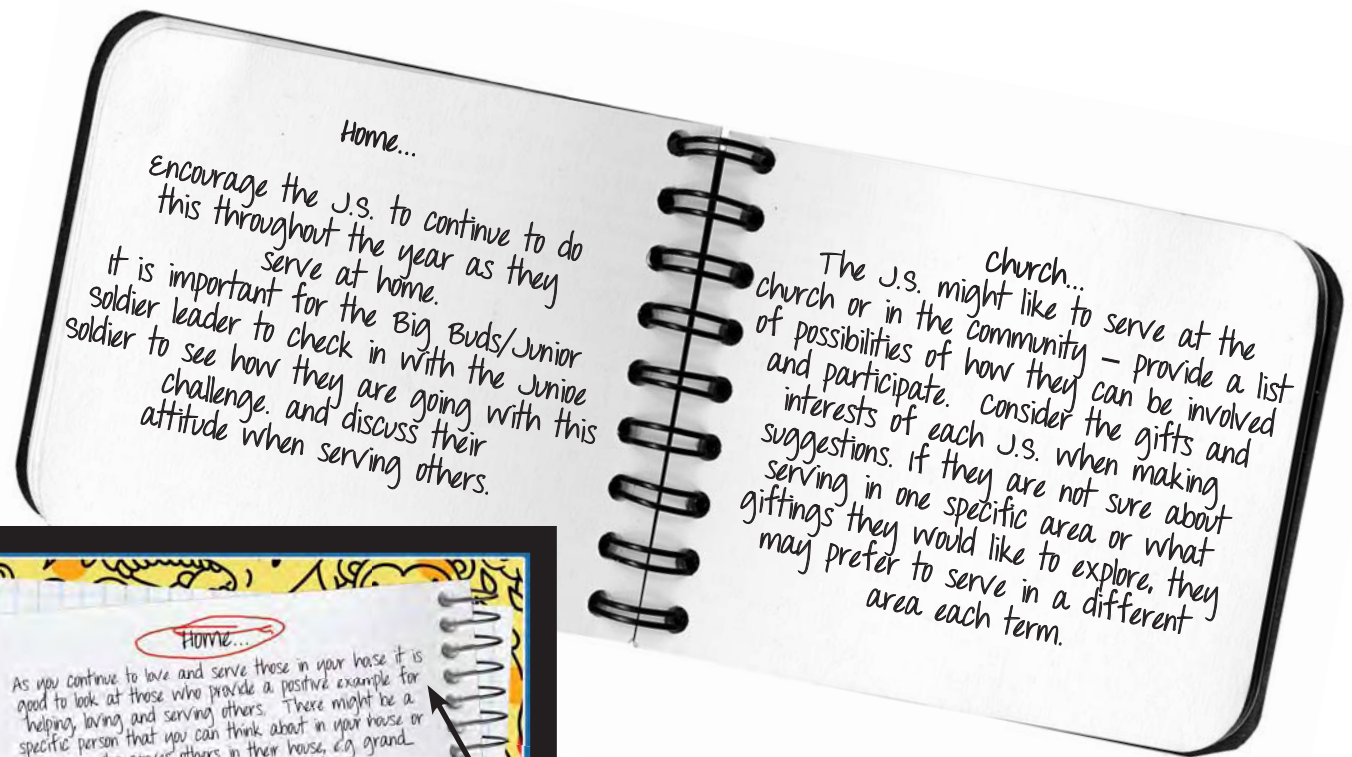 Home...
Encourage the J.S. to continue to do
this throughout the year as they
serve at home.
It is important for the Big Buds/Junior
Soldier leader to check in with the Junioe
Soldier to see how they are going with this
challenge. and discuss their
attitude when serving others.
Church...
The J.S. might like to serve at the
church or in the community – provide a list
of possibilities of how they can be involved
and participate. Consider the gifts and
interests of each J.S. when making
suggestions. If they are not sure about
serving in one specific area or what
giftings they would like to explore, they
may prefer to serve in a different
area each term.
Home...
As you continue to love and serve those in your house it is
good to look at those who provide a positive example for
helping, loving and serving others. There might be a
specific person that you can think about in your house or
others in their house, e.g grand